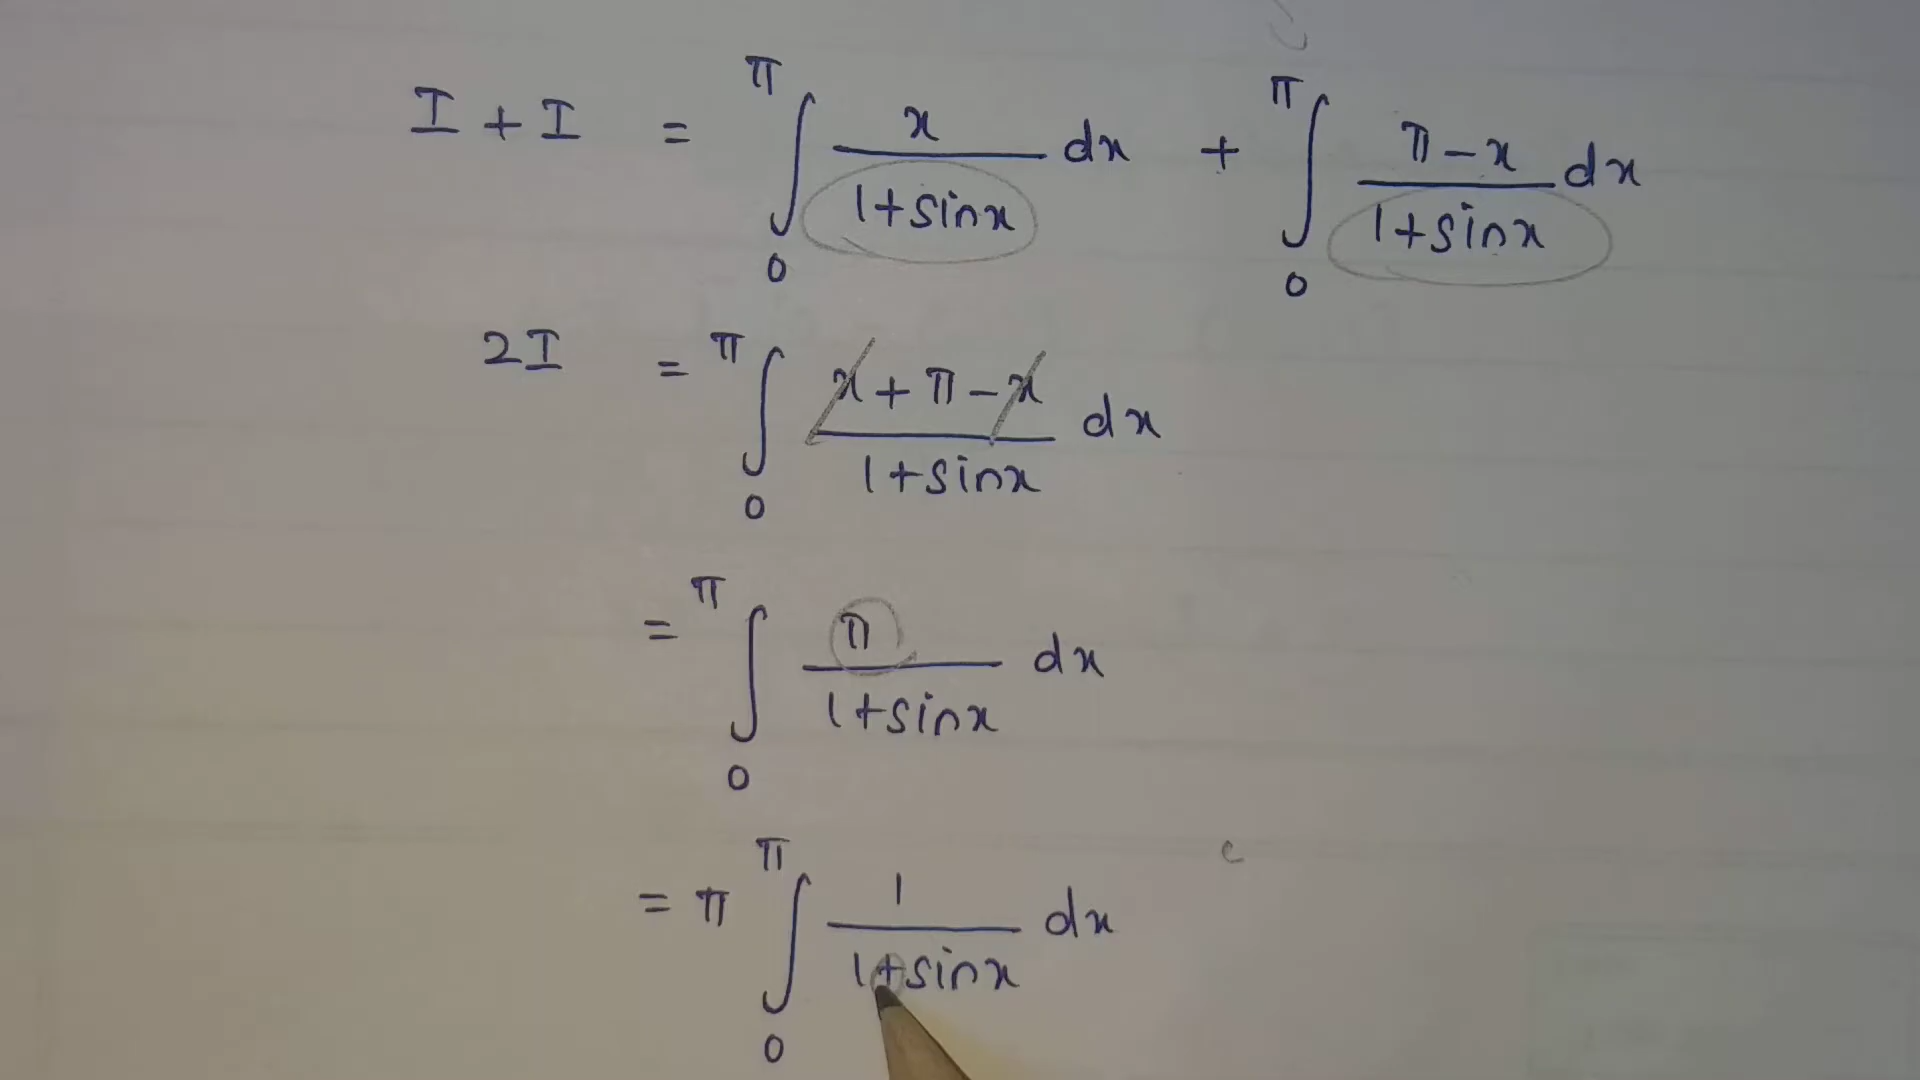 I + I = ∫₀^π x/(1+sinx) dx + ∫₀^π (π-x)/(1+sinx) dx
2I = ∫₀^π (x+π-x)/(1+sinx) dx
= ∫₀^π π/(1+sinx) dx
= π ∫₀^π 1/(1+sinx) dx